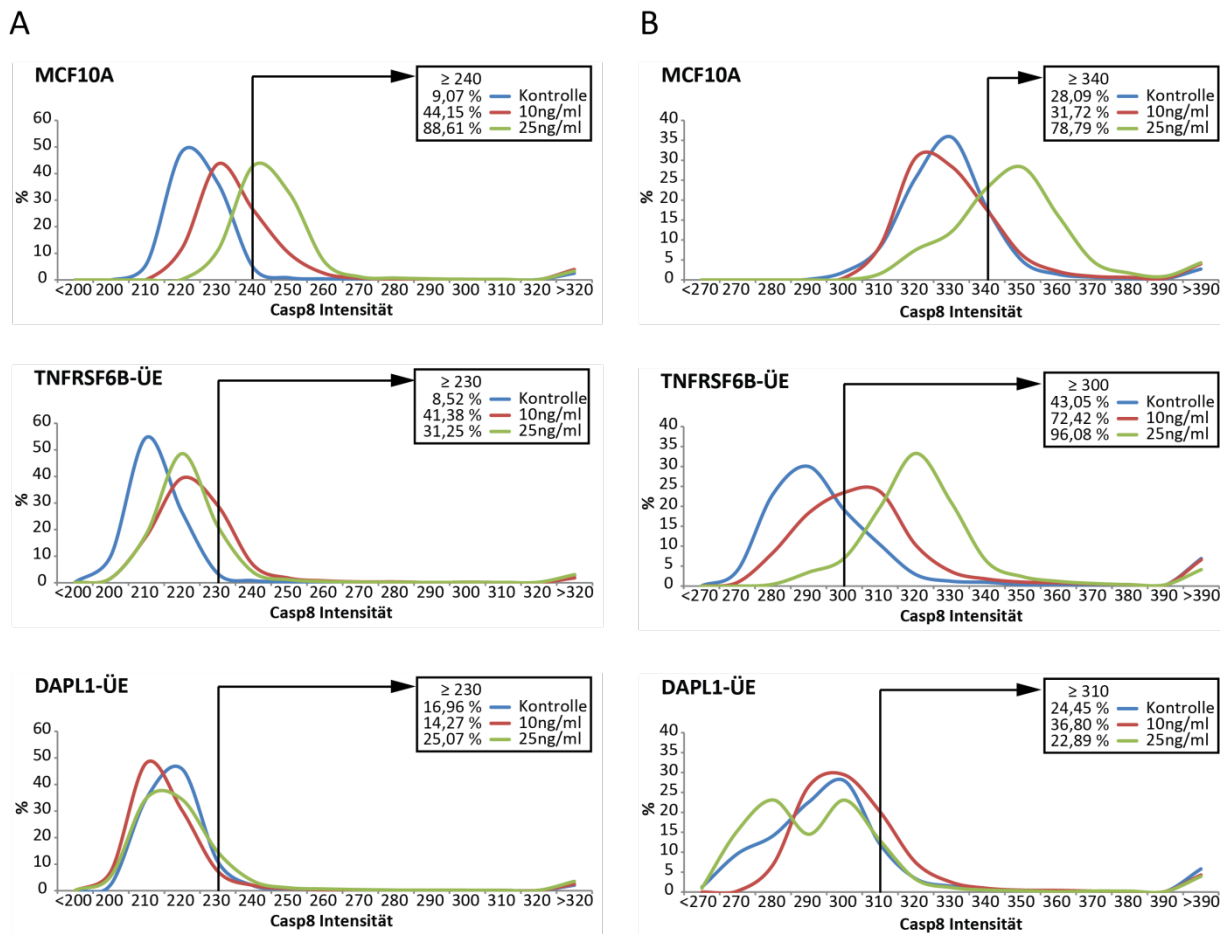 A
MCF10A
≥ 240
9,07 % Kontrolle
44,15 % 10ng/ml
88,61 % 25ng/ml
60
50
40
30
20
10
0
%
<200 200 210 220 230 240 250 260 270 280 290 300 310 320 >320
Casp8 Intensität
TNFRSF6B-ÜE
≥ 230
8,52 % Kontrolle
41,38 % 10ng/ml
31,25 % 25ng/ml
60
50
40
30
20
10
0
%
<200 200 210 220 230 240 250 260 270 280 290 300 310 320 >320
Casp8 Intensität
DAPL1-ÜE
≥ 230
16,96 % Kontrolle
14,27 % 10ng/ml
25,07 % 25ng/ml
60
50
40
30
20
10
0
%
<200 200 210 220 230 240 250 260 270 280 290 300 310 320 >320
Casp8 Intensität
B
MCF10A
≥ 340
28,09 % Kontrolle
31,72 % 10ng/ml
78,79 % 25ng/ml
40
35
30
25
20
15
10
5
0
%
<270 270 280 290 300 310 320 330 340 350 360 370 380 390 >390
Casp8 Intensität
TNFRSF6B-ÜE
≥ 300
43,05 % Kontrolle
72,42 % 10ng/ml
96,08 % 25ng/ml
40
35
30
25
20
15
10
5
0
%
<270 270 280 290 300 310 320 330 340 350 360 370 380 390 >390
Casp8 Intensität
DAPL1-ÜE
≥ 310
24,45 % Kontrolle
36,80 % 10ng/ml
22,89 % 25ng/ml
40
35
30
25
20
15
10
5
0
%
<270 270 280 290 300 310 320 330 340 350 360 370 380 390 >390
Casp8 Intensität